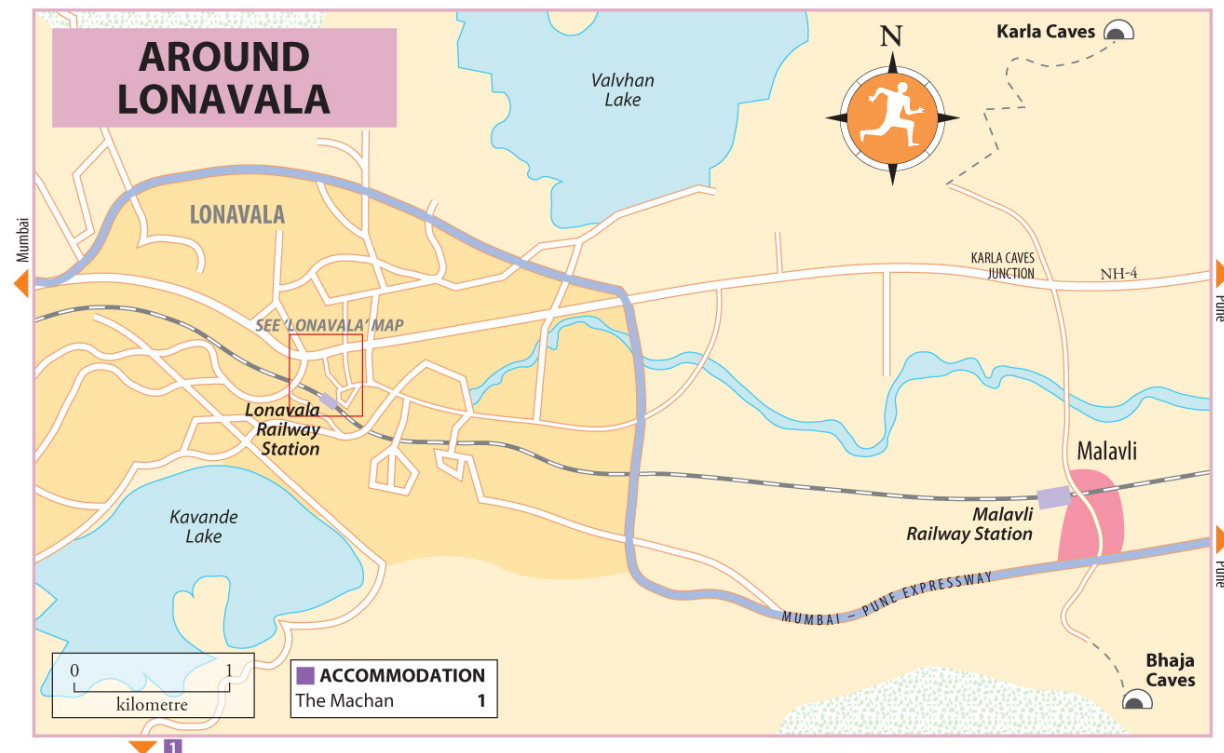 AROUND
LONAVALA
Valvhan
Lake
N
Karla Caves
LONAVALA
Mumbai
KARLA CAVES
JUNCTION
NH-4
Pune
SEE 'LONAVALA' MAP
Lonavala
Railway
Station
Malavli
Malavli
Railway Station
Kavande
Lake
Pune
MUMBAI – PUNE EXPRESSWAY
Bhaja
Caves
0 1
kilometre
ACCOMMODATION
The Machan 1
1